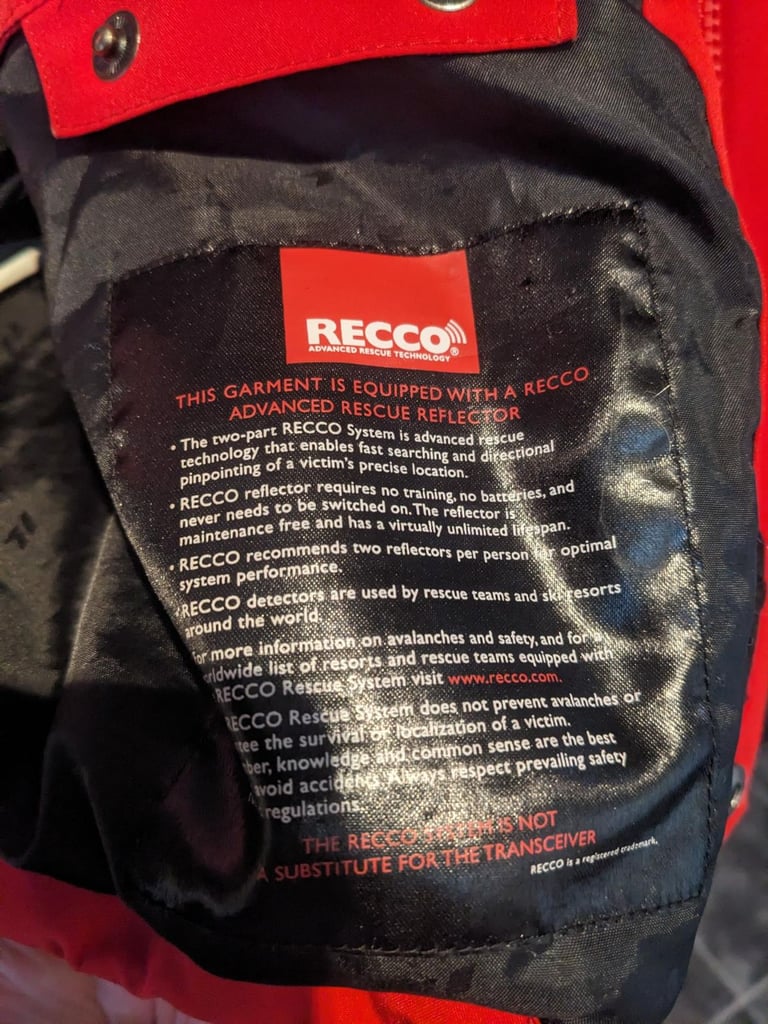 RECCO
ADVANCED RESCUE TECHNOLOGY®
THIS GARMENT IS EQUIPPED WITH A RECCO
ADVANCED RESCUE REFLECTOR
• The two-part RECCO System is advanced rescue
technology that enables fast searching and directional
pinpointing of a victim's precise location.
• RECCO reflector requires no training, no batteries, and
never needs to be switched on. The reflector is
maintenance free and has a virtually unlimited lifespan.
• RECCO recommends two reflectors per person for optimal
system performance.
RECCO detectors are used by rescue teams and ski resorts
around the world.
more information on avalanches and safety, and for a
list of resorts and rescue teams equipped with
RECCO Rescue System visit www.recco.com.
RECCO Rescue System does not prevent avalanches or
the survival or localization of a victim.
knowledge and common sense are the best
avoid accidents. Always respect prevailing safety
regulations.
THE RECCO SYSTEM IS NOT
A SUBSTITUTE FOR THE TRANSCEIVER
RECCO is a registered trademark.